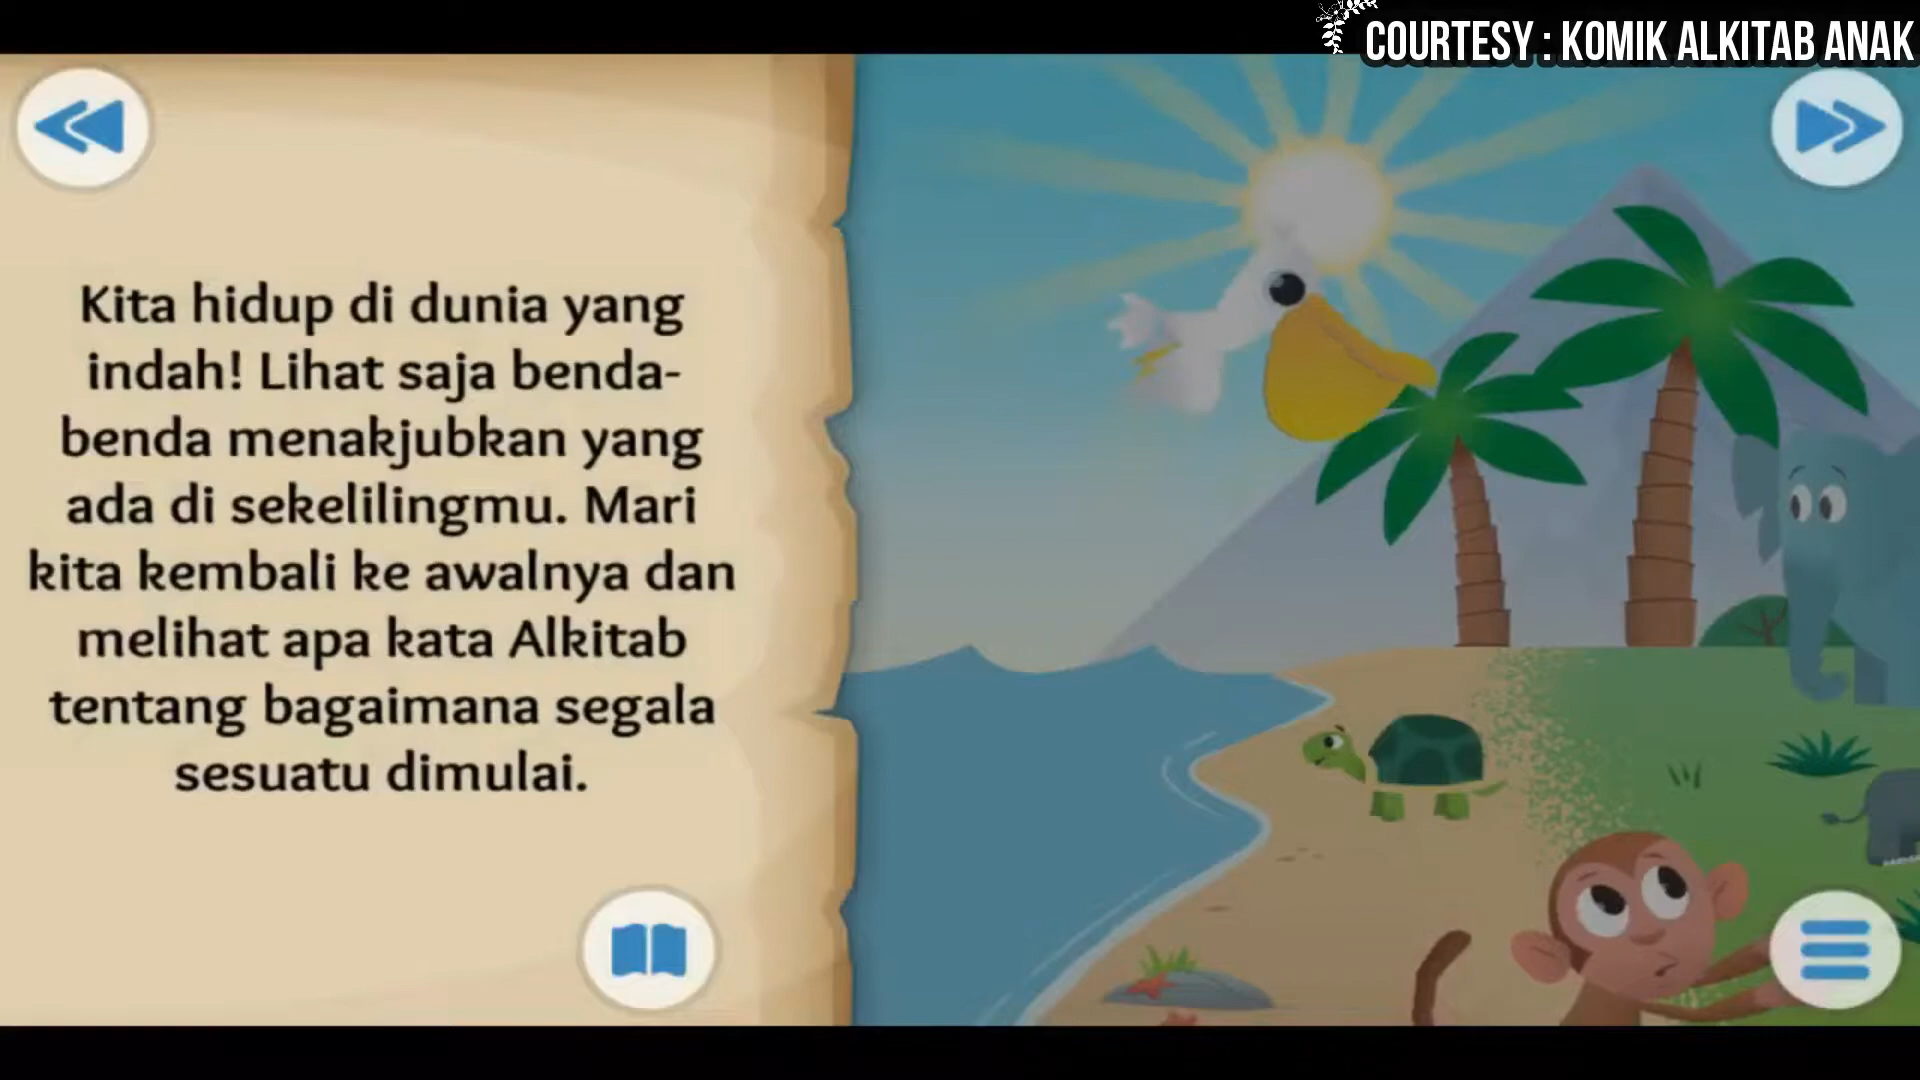 COURTESY : KOMIK ALKITAB ANAK
Kita hidup di dunia yang
indah! Lihat saja benda-
benda menakjubkan yang
ada di sekelilingmu. Mari
kita kembali ke awalnya dan
melihat apa kata Alkitab
tentang bagaimana segala
sesuatu dimulai.